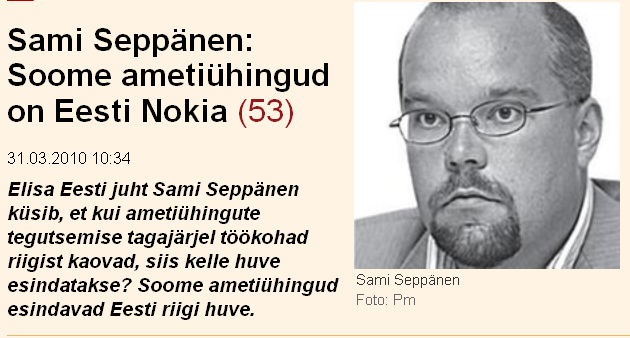 Sami Seppänen:
Soome ametiühingud
on Eesti Nokia (53)
31.03.2010 10:34
Elisa Eesti juht Sami Seppänen
küsib, et kui ametiühingute
tegutsemise tagajärjel töökohad
riigist kaovad, siis kelle huve
esindatakse? Soome ametiühingud
esindavad Eesti riigi huve.
Sami Seppänen
Foto: Pm